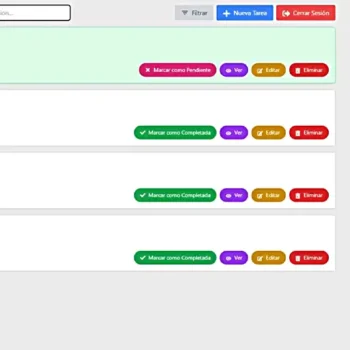 Filtrar + Nueva Tarea Cerrar Sesión
Marcar como Pendiente Ver Editar Eliminar
Marcar como Completada Ver Editar Eliminar
Marcar como Completada Ver Editar Eliminar
Marcar como Completada Ver Editar Eliminar